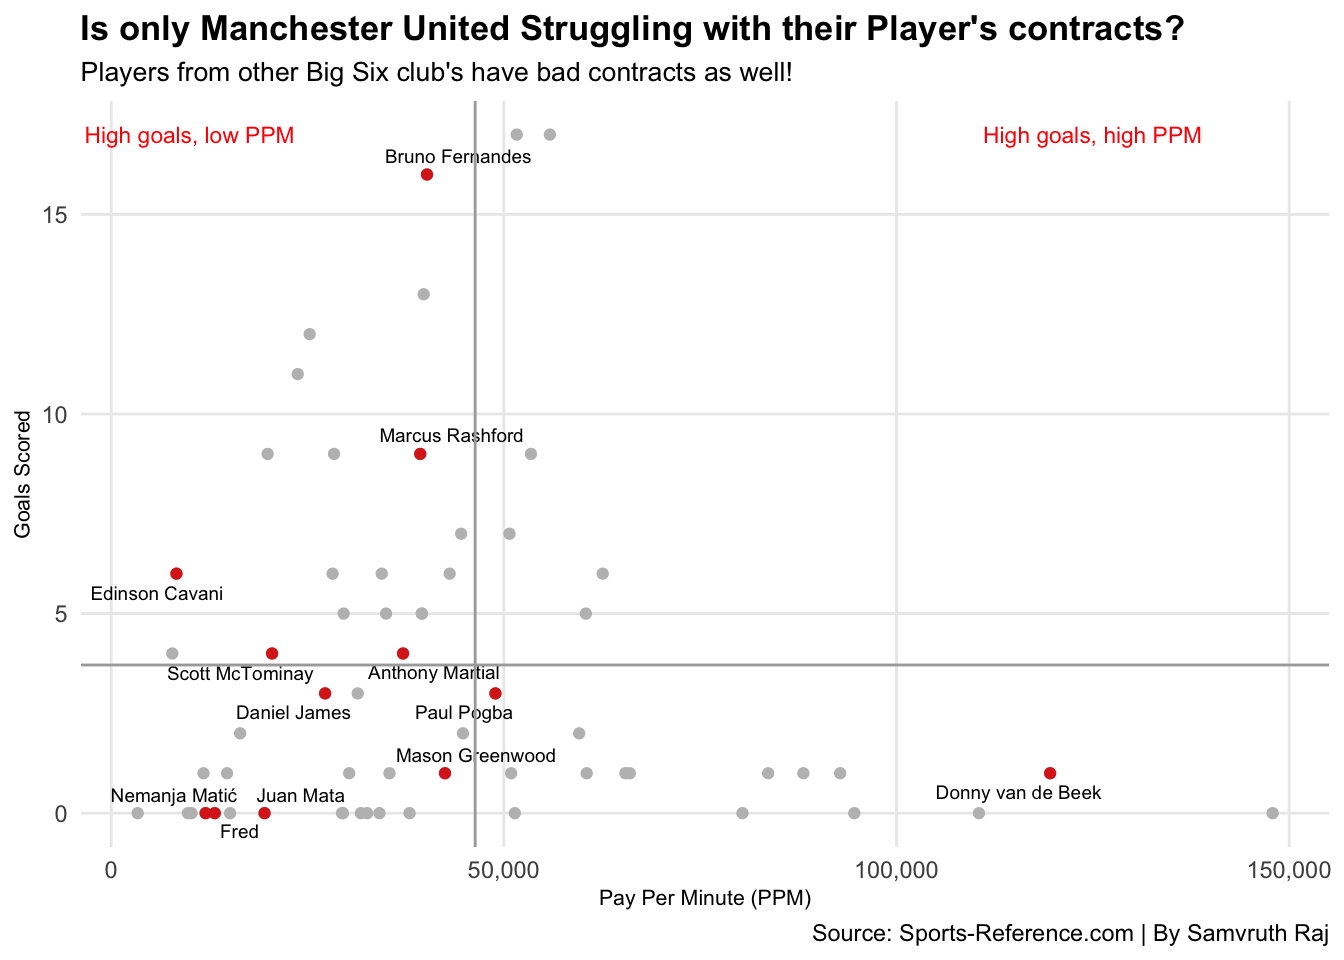 Is only Manchester United Struggling with their Player's contracts?
Players from other Big Six club's have bad contracts as well!
High goals, low PPM
High goals, high PPM
Bruno Fernandes
15
10
Marcus Rashford
Goals Scored
Edinson Cavani
5
Scott McTominay
Anthony Martial
Daniel James
Paul Pogba
Mason Greenwood
Nemanja Matić
Juan Mata
Donny van de Beek
0
Fred
0
50,000
100,000
150,000
Pay Per Minute (PPM)
Source: Sports-Reference.com | By Samvruth Raj